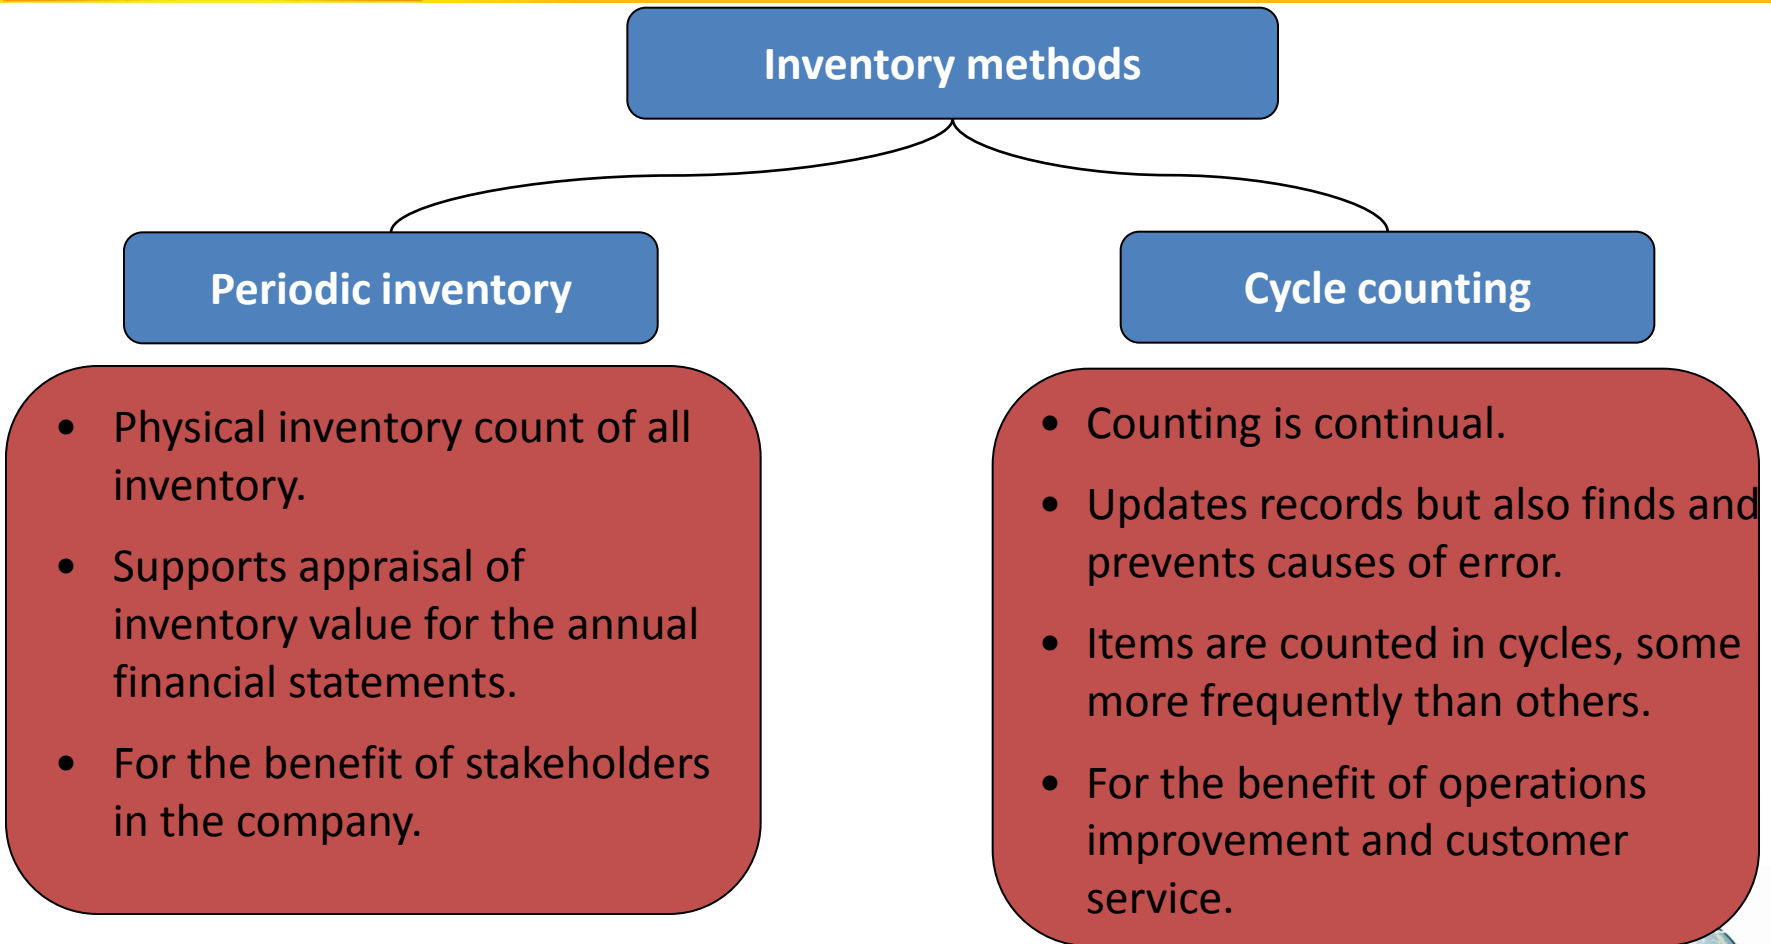 Inventory methods
Periodic inventory
• Physical inventory count of all
inventory.
• Supports appraisal of
inventory value for the annual
financial statements.
• For the benefit of stakeholders
in the company.
Cycle counting
• Counting is continual.
• Updates records but also finds and
prevents causes of error.
• Items are counted in cycles, some
more frequently than others.
• For the benefit of operations
improvement and customer
service.